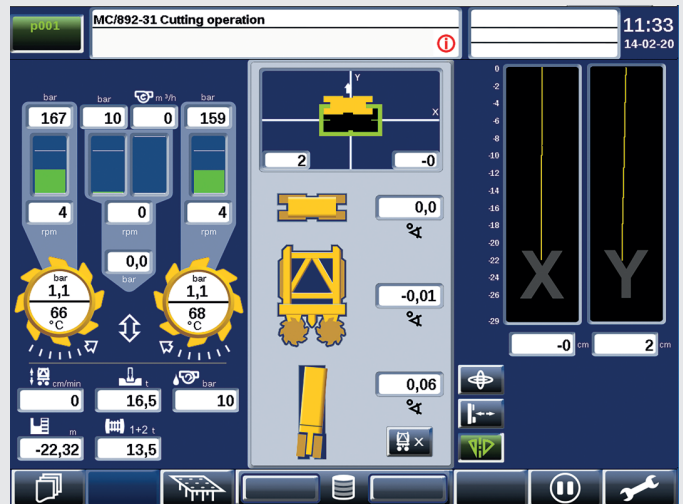 p001
MC/892-31 Cutting operation
11:33
14-02-20
bar
bar
m³/h
bar
167
10
0
159
4
0
4
rpm
rpm
rpm
0,0
bar
bar
1,1
66
°C
bar
1,1
68
°C
cm/min
t
bar
0
16,5
10
m
1+2 t
-22,32
13,5
Y
X
2
-0
0,0
-0,01
0,06
x
0
-2
-4
-6
-8
-10
-12
-14
-16
-18
-20
-22
-24
-26
-29
X
Y
-0 cm
2 cm